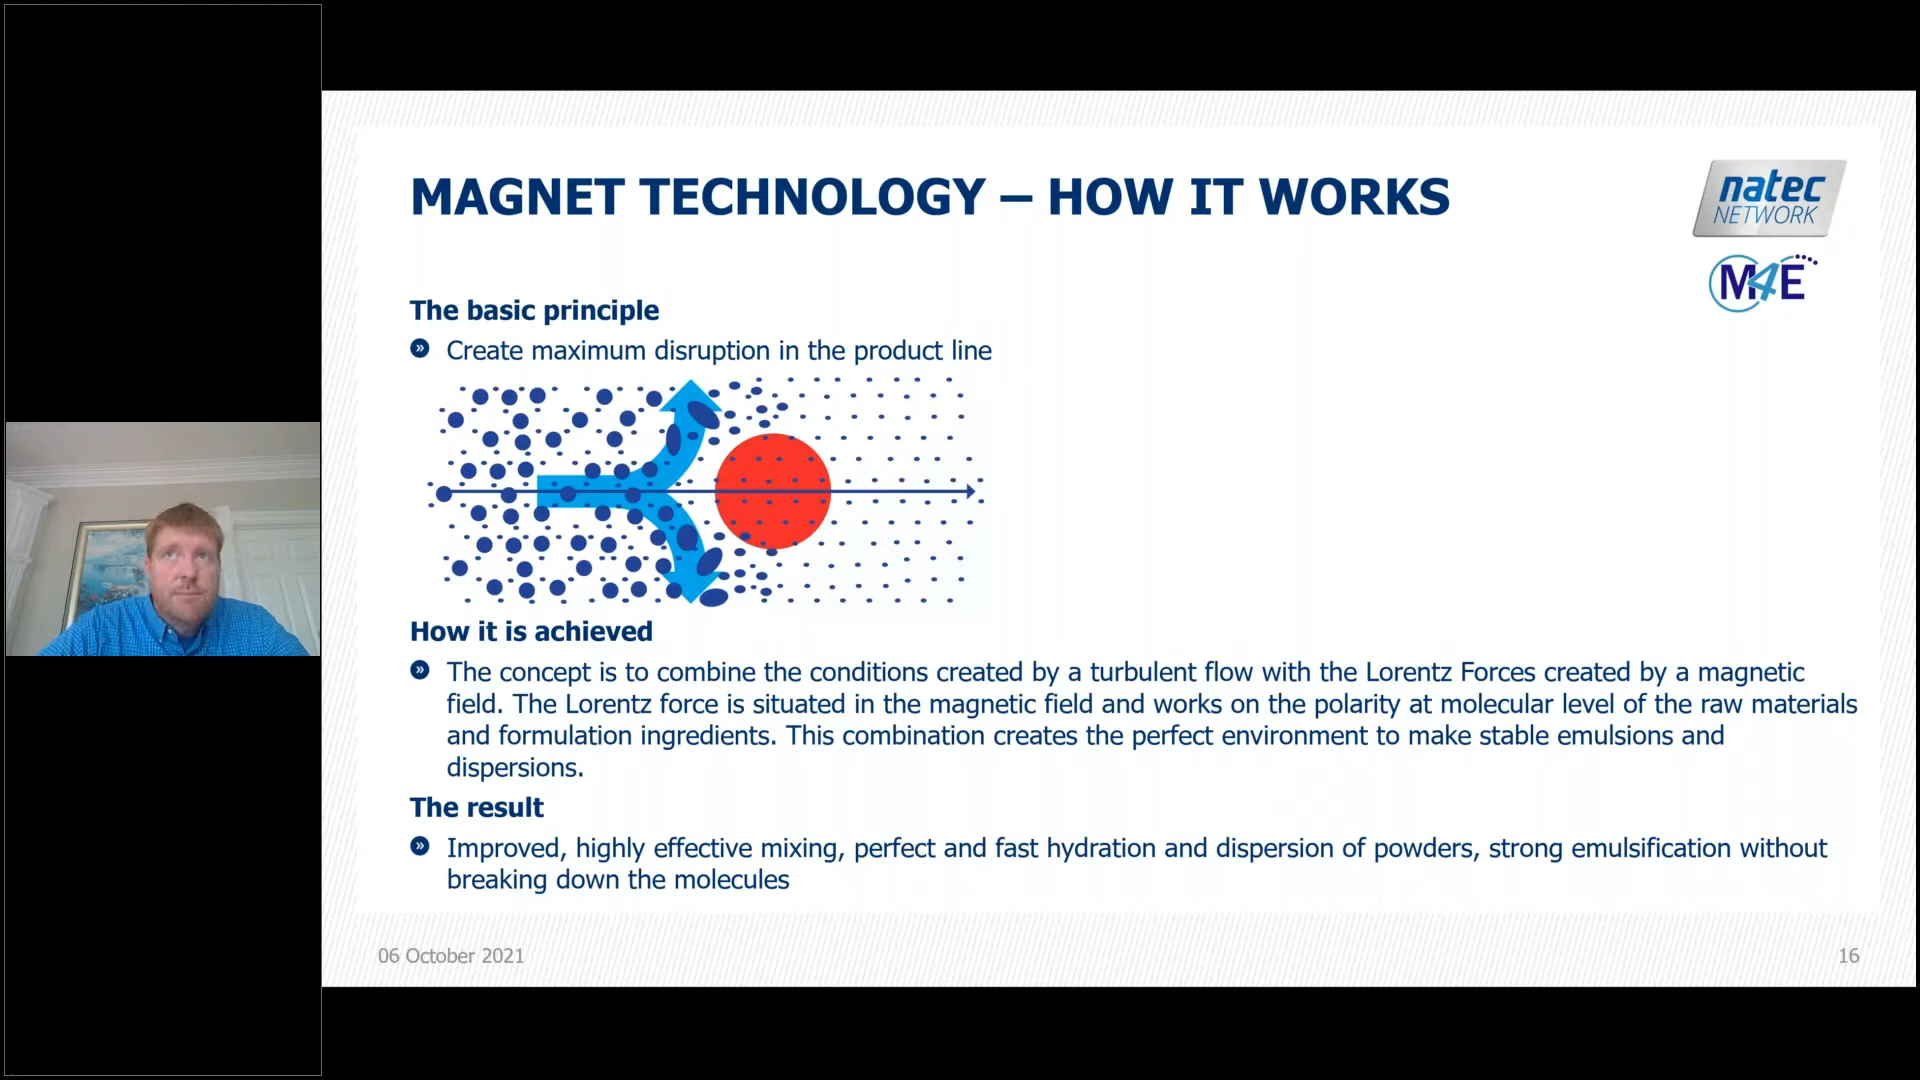 MAGNET TECHNOLOGY – HOW IT WORKS
natec
NETWORK
M4E
The basic principle
Create maximum disruption in the product line
How it is achieved
The concept is to combine the conditions created by a turbulent flow with the Lorentz Forces created by a magnetic
field. The Lorentz force is situated in the magnetic field and works on the polarity at molecular level of the raw materials
and formulation ingredients. This combination creates the perfect environment to make stable emulsions and
dispersions.
The result
Improved, highly effective mixing, perfect and fast hydration and dispersion of powders, strong emulsification without
breaking down the molecules
06 October 2021
16